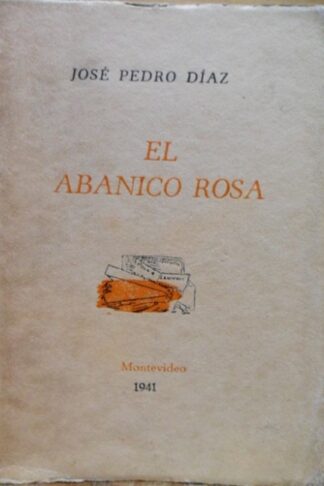 JOSÉ PEDRO DÍAZ
EL
ABANICO ROSA
Montevideo
1941